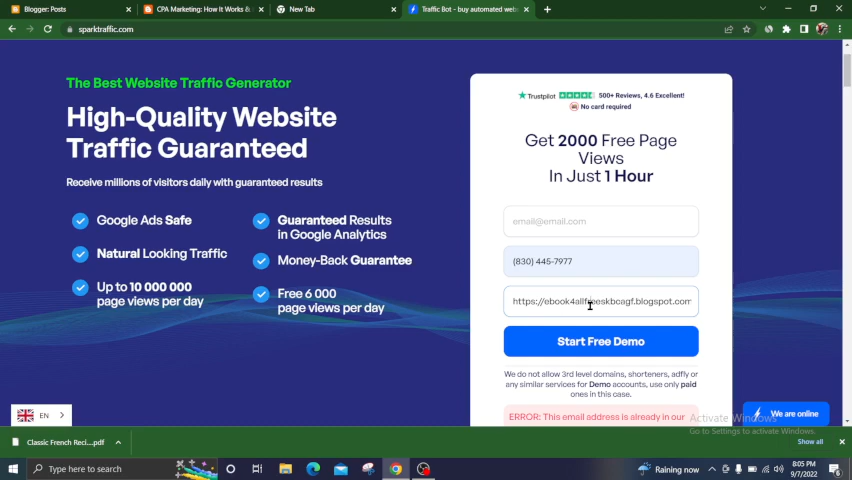 Blogger: Posts
CPA Marketing: How It Works &
New Tab
Traffic Bot - buy automated web
sparktraffic.com
The Best Website Traffic Generator
High-Quality Website
Traffic Guaranteed
Receive millions of visitors daily with guaranteed results
Google Ads Safe
Natural Looking Traffic
Up to 10 000 000
page views per day
Guaranteed Results
in Google Analytics
Money-Back Guarantee
Free 6 000
page views per day
Trustpilot 500+ Reviews, 4.6 Excellent!
No card required
Get 2000 Free Page
Views
In Just 1 Hour
email@email.com
(830) 445-7977
Start Free Demo
We do not allow 3rd level domains, shorteners, adfly or
any similar services for Demo accounts, use only paid
ones in this case.
ERROR: This email address is already in our
Activate Windows
Go to Settings to activate Windows.
We are online
EN
Classic French Reci....pdf
Show all
Type here to search
Raining now
8:05 PM
9/7/2022
6